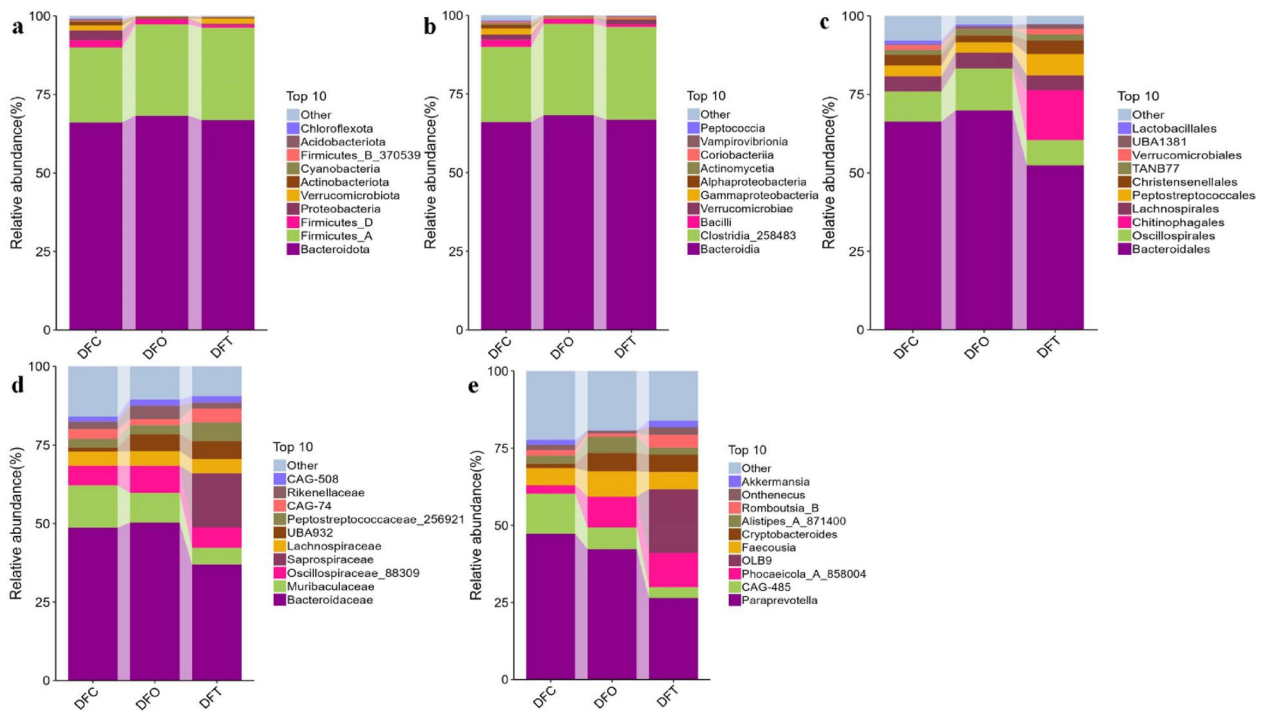 a
Relative abundance(%)
100
75
50
25
0
DFC
DFO
DFT
Top 10
Other
Chloroflexota
Acidobacteriota
Firmicutes_B_370539
Cyanobacteria
Actinobacteriota
Verrucomicrobiota
Proteobacteria
Firmicutes_D
Firmicutes_A
Bacteroidota
b
Relative abundance(%)
100
75
50
25
0
DFC
DFO
DFT
Top 10
Other
Peptococcia
Vampirovibrionia
Coriobacteriia
Actinomycetia
Alphaproteobacteria
Gammaproteobacteria
Verrucomicrobiae
Bacilli
Clostridia_258483
Bacteroidia
c
Relative abundance(%)
100
75
50
25
0
DFC
DFO
DFT
Top 10
Other
Lactobacillales
UBA1381
Verrucomicrobiales
TANB77
Christensenellales
Peptostreptococcales
Lachnospirales
Chitinophagales
Oscillospirales
Bacteroidales
d
Relative abundance(%)
100
75
50
25
0
DFC
DFO
DFT
Top 10
Other
CAG-508
Rikenellaceae
CAG-74
Peptostreptococcaceae_256921
UBA932
Lachnospiraceae
Saprospiraceae
Oscillospiraceae_88309
Muribaculaceae
Bacteroidaceae
e
Relative abundance(%)
100
75
50
25
0
DFC
DFO
DFT
Top 10
Other
Akkermansia
Onthenecus
Romboutsia_B
Alistipes_A_871400
Cryptobacteroides
Faecousia
OLB9
Phocaeicola_A_858004
CAG-485
Paraprevotella